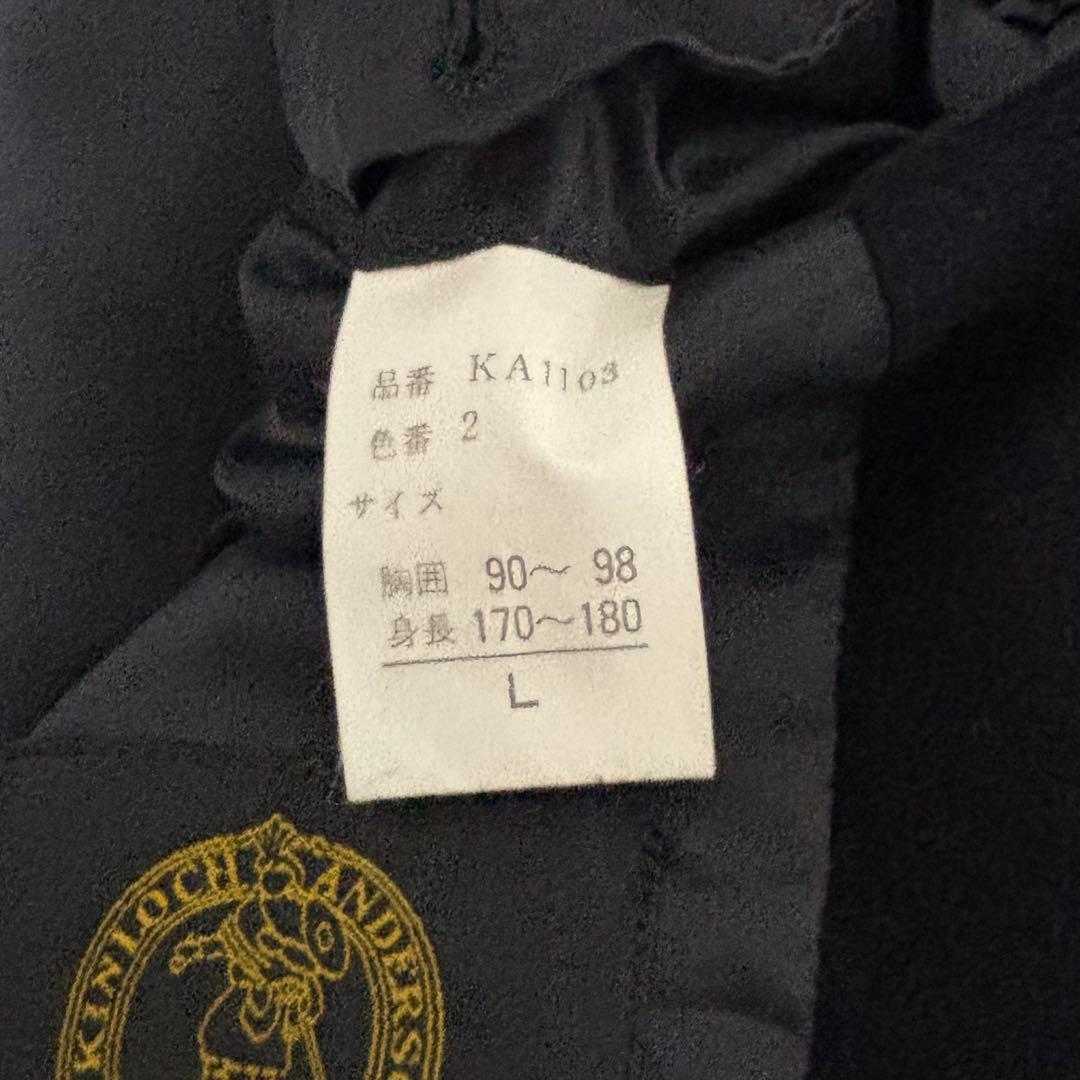 品番 KA1103
色番 2
サイズ
胸囲 90〜 98
身長 170〜180
L
KINLOCH ANDERS